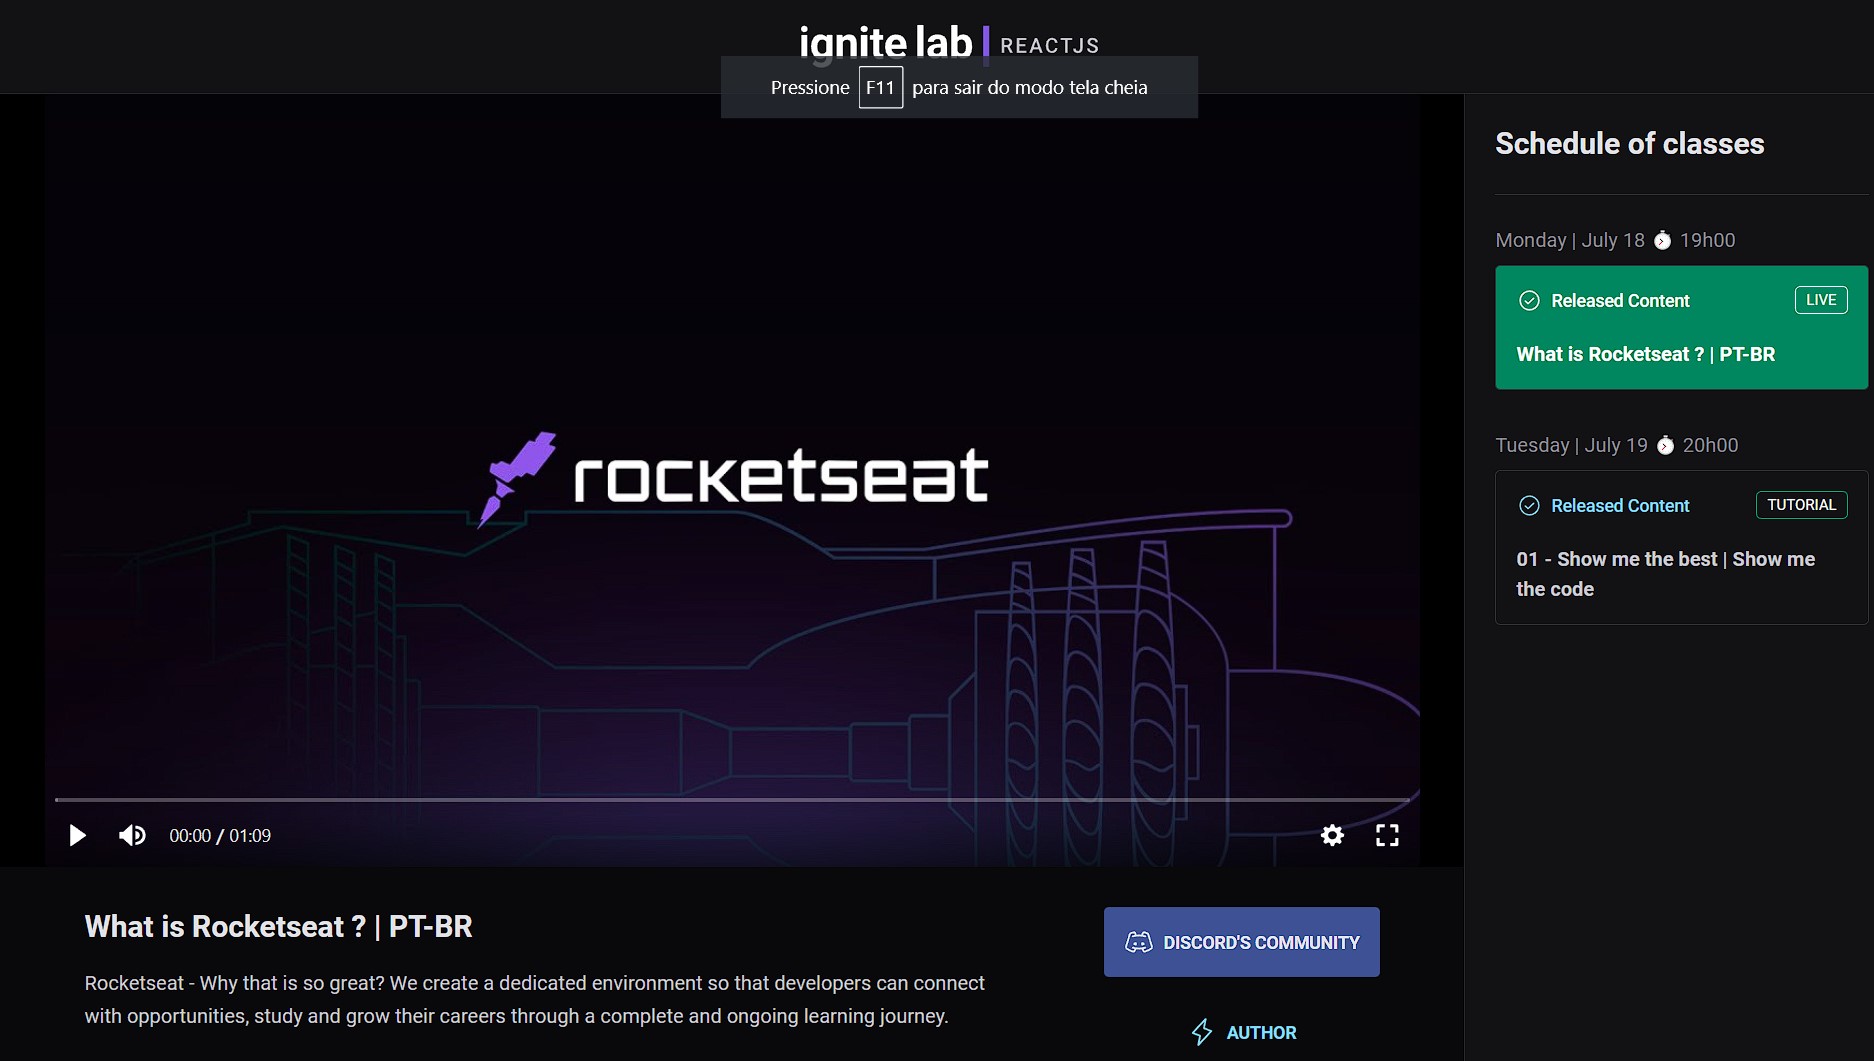 ignite lab | REACTJS
Pressione F11 para sair do modo tela cheia
rocketseat
00:00 / 01:09
What is Rocketseat ? | PT-BR
Rocketseat - Why that is so great? We create a dedicated environment so that developers can connect
with opportunities, study and grow their careers through a complete and ongoing learning journey.
DISCORD'S COMMUNITY
AUTHOR
Schedule of classes
Monday | July 18 19h00
Released Content LIVE
What is Rocketseat ? | PT-BR
Tuesday | July 19 20h00
Released Content TUTORIAL
01 - Show me the best | Show me
the code